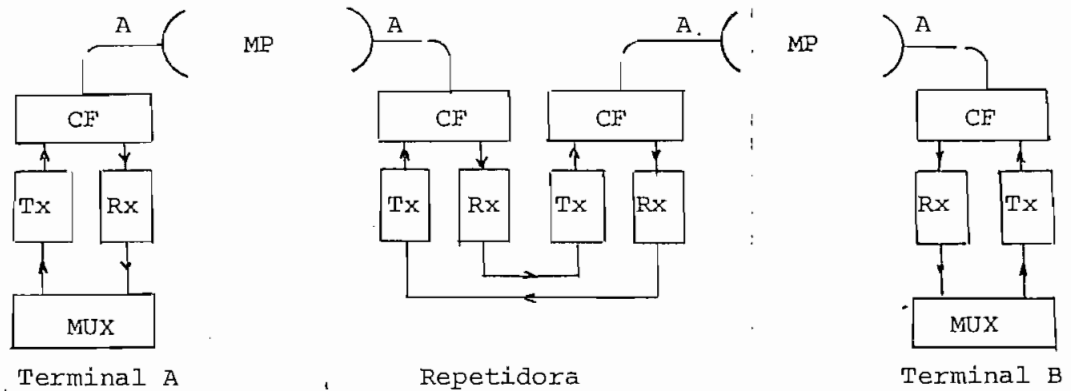 A A A. A
MP MP
CF CF CF CF
Tx Rx Tx Rx Tx Rx Rx Tx
MUX MUX
Terminal A Repetidora Terminal B